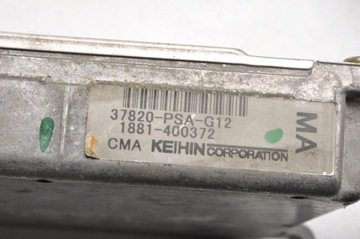 37820-PSA-G12
1881-400372
CMA KEIHIN CORPORATION
MA